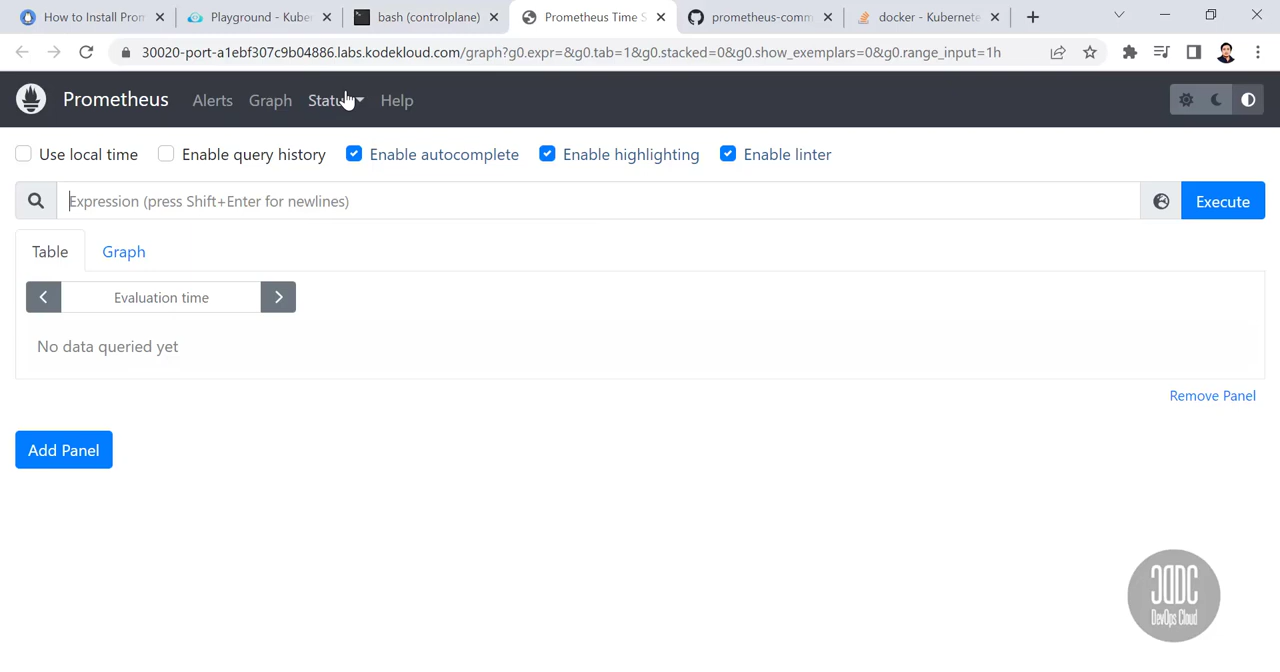 How to Install Prom
Playground - Kuber
bash (controlplane)
Prometheus Time S
prometheus-comm
docker - Kubernete
30020-port-a1ebf307c9b04886.labs.kodekloud.com/graph?g0.expr=&g0.tab=1&g0.stacked=0&g0.show_exemplars=0&g0.range_input=1h
Prometheus Alerts Graph Status Help
Use local time Enable query history Enable autocomplete Enable highlighting Enable linter
Expression (press Shift+Enter for newlines) Execute
Table Graph
Evaluation time
No data queried yet
Remove Panel
Add Panel
DevOps Cloud